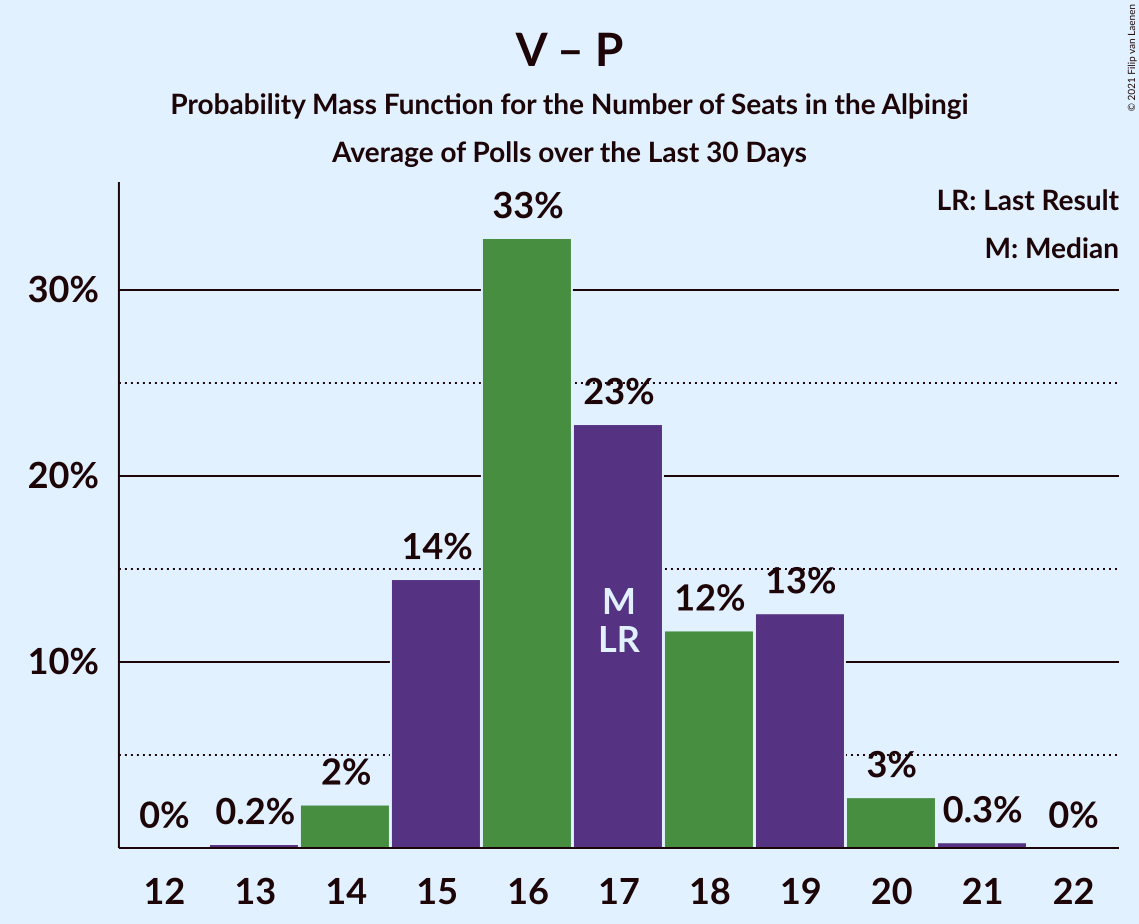 V – P
Probability Mass Function for the Number of Seats in the Alþingi
Average of Polls over the Last 30 Days
© 2021 Filip van Laenen
LR: Last Result
M: Median
33%
30%
23%
20%
14%
13%
12%
M
LR
10%
3%
2%
0%
0.2%
0.3%
0%
12 13 14 15 16 17 18 19 20 21 22